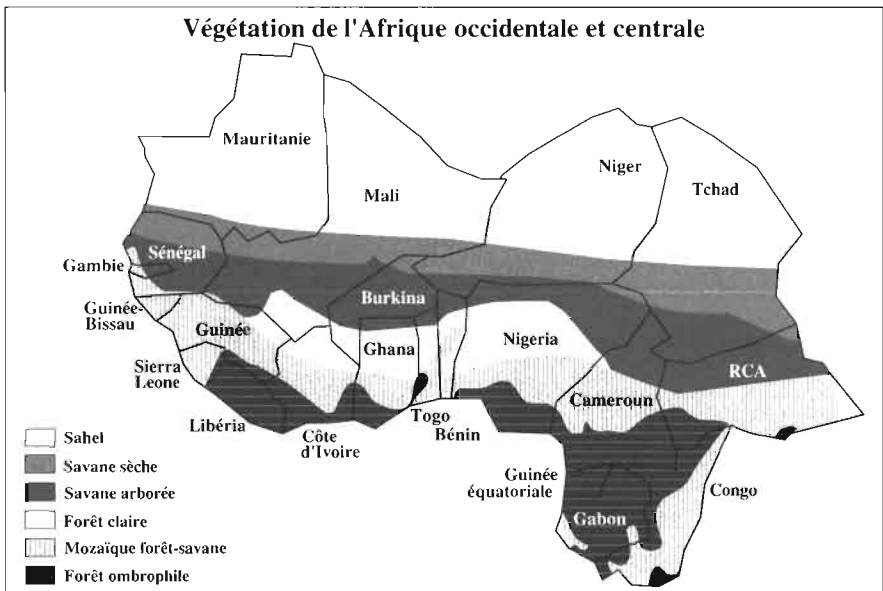 Végétation de l'Afrique occidentale et centrale
Mauritanie
Mali
Niger
Tchad
Sénégal
Gambie
Burkina
Guinée-
Bissau
Guinée
Ghana
Nigeria
RCA
Sierra
Leone
Cameroun
Libéria
Togo
Côte
d'Ivoire
Bénin
Guinée
équatoriale
Congo
Gabon
Sahel
Savane sèche
Savane arborée
Forêt claire
Mozaïque forêt-savane
Forêt ombrophile